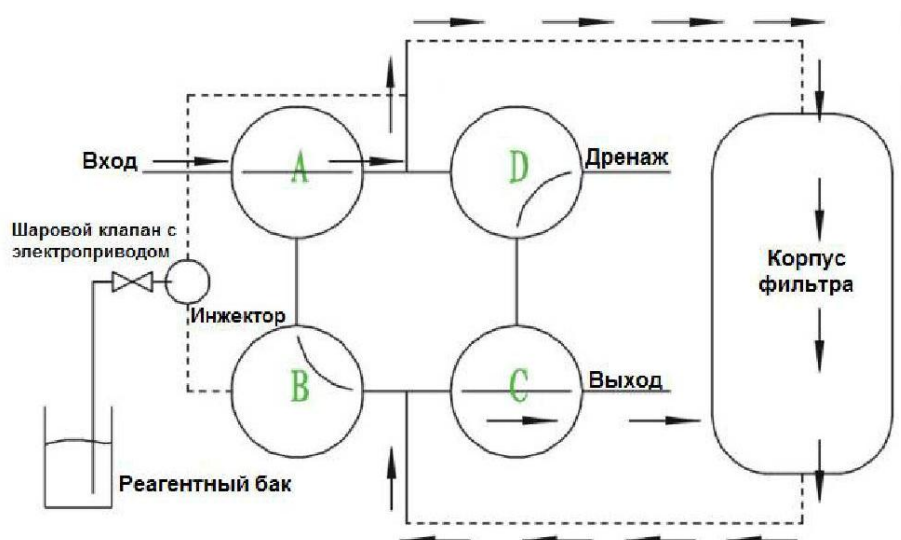 Вход
A
D
Дренаж
Шаровой клапан с
электроприводом
Корпус
фильтра
Инжектор
B
C
Выход
Реагентный бак